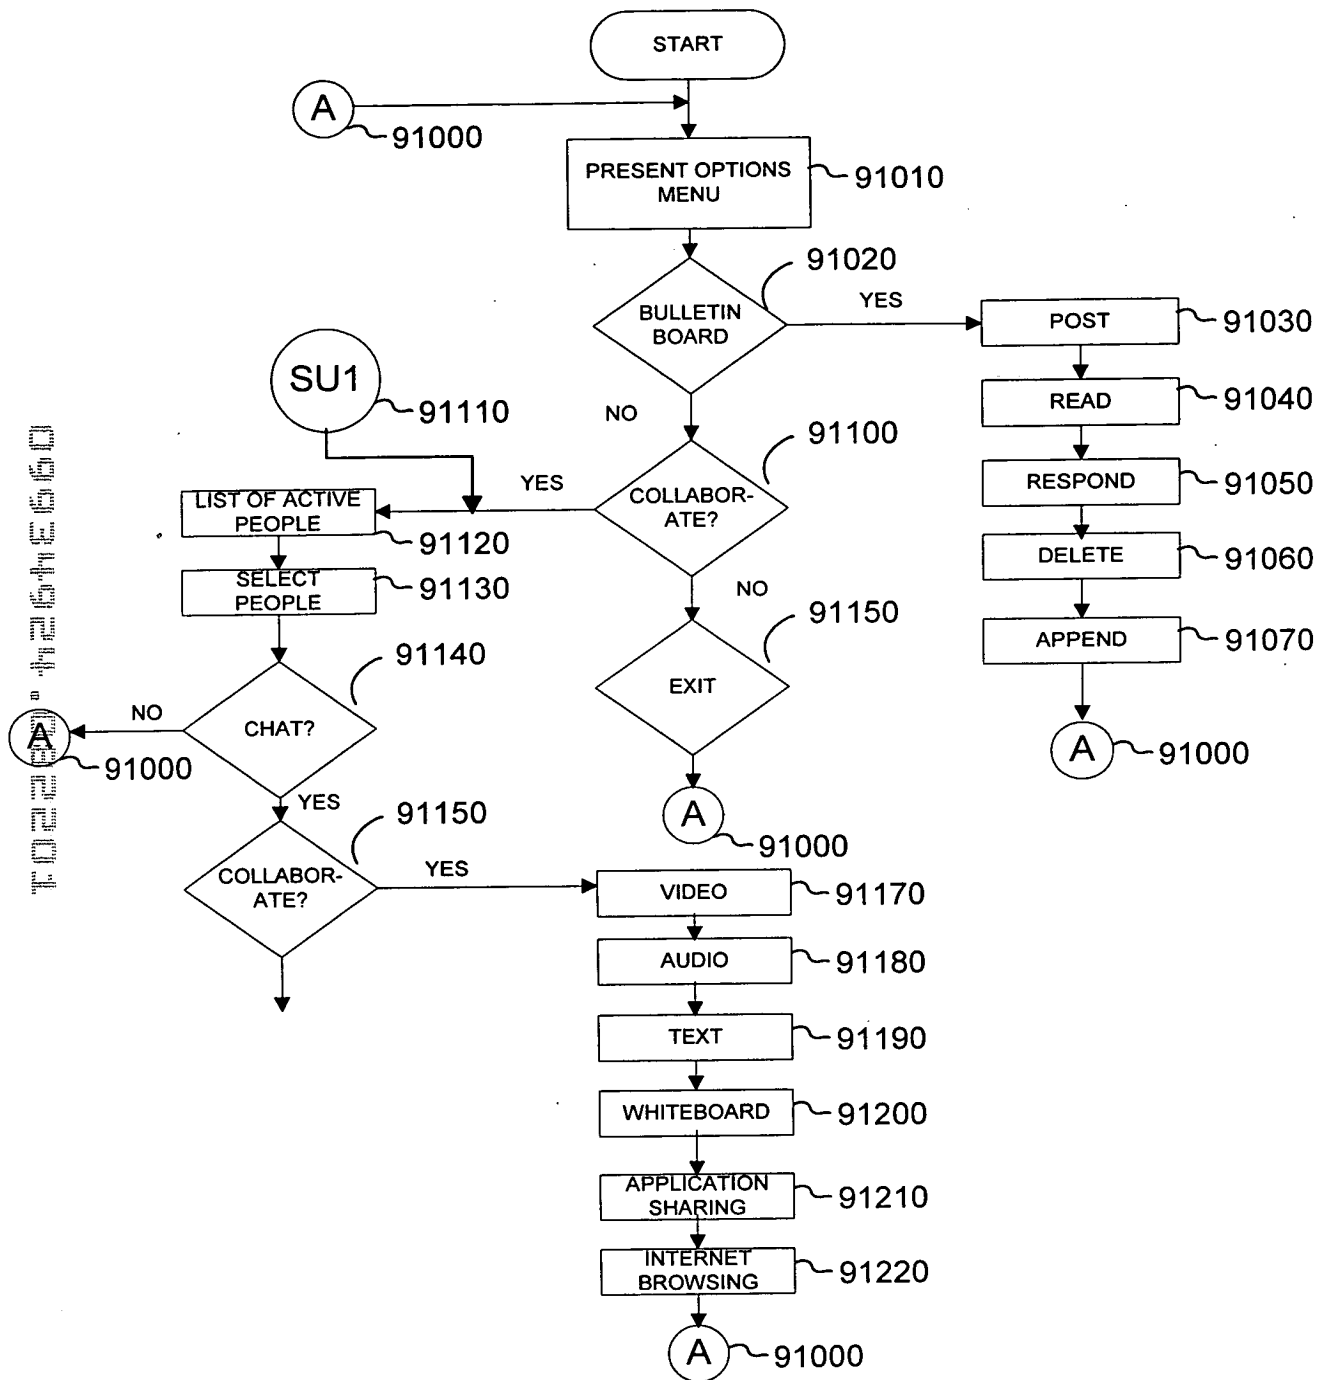 START
A
91000
PRESENT OPTIONS
MENU
91010
BULLETIN
BOARD
91020
YES
POST
91030
READ
91040
RESPOND
91050
DELETE
91060
APPEND
91070
A
91000
NO
SU1
91110
COLLABOR-
ATE?
91100
YES
LIST OF ACTIVE
PEOPLE
91120
SELECT
PEOPLE
91130
NO
EXIT
91150
A
91000
CHAT?
91140
NO
A
91000
YES
COLLABOR-
ATE?
91150
YES
VIDEO
91170
AUDIO
91180
TEXT
91190
WHITEBOARD
91200
APPLICATION
SHARING
91210
INTERNET
BROWSING
91220
A
91000